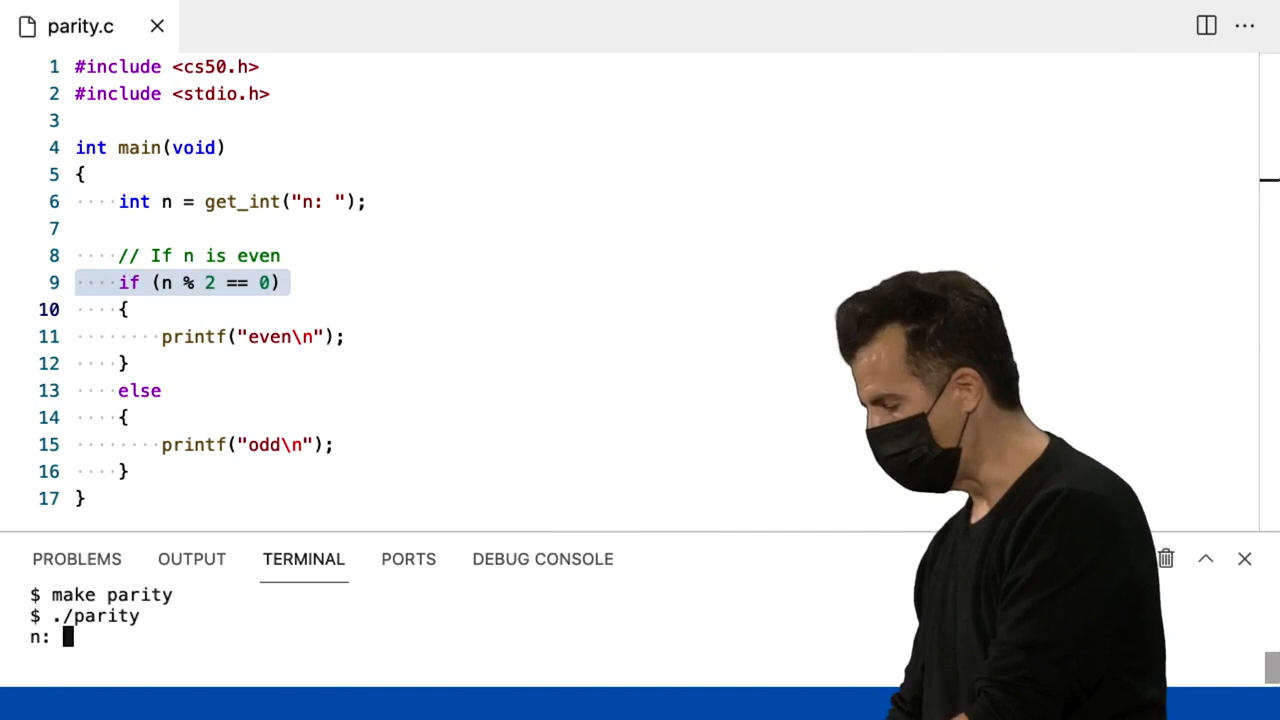 parity.c
1 #include <cs50.h>
2 #include <stdio.h>
3
4 int main(void)
5 {
6 int n = get_int("n: ");
7
8 // If n is even
9 if (n % 2 == 0)
10 {
11 printf("even\n");
12 }
13 else
14 {
15 printf("odd\n");
16 }
17 }
PROBLEMS OUTPUT TERMINAL PORTS DEBUG CONSOLE
$ make parity
$ ./parity
n: